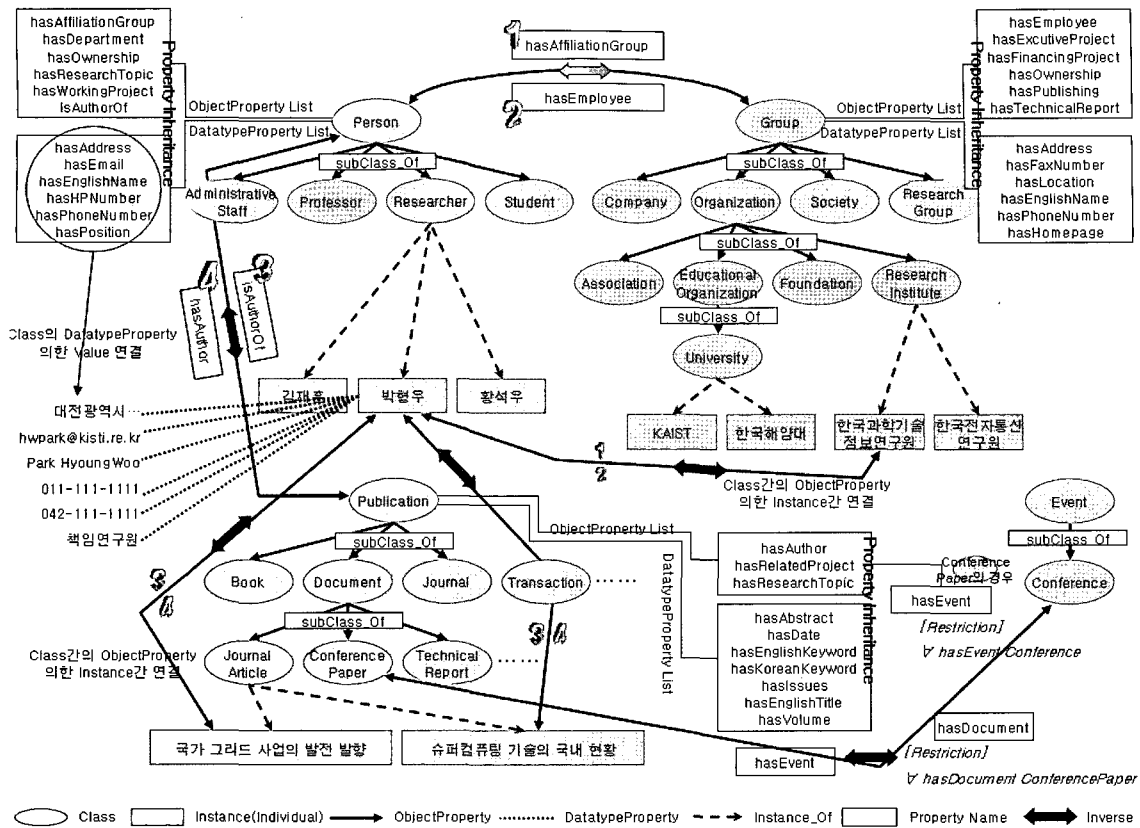 hasAffiliationGroup
hasDepartment
hasOwnership
hasResearchTopic
hasWorkingProject
isAuthorOf
Property Inheritance
hasAddress
hasEmail
hasEnglishName
hasHPNumber
hasPhoneNumber
hasPosition
ObjectProperty List
DatatypeProperty List
1
hasAffiliationGroup
hasEmployee
2
Person
subClass_Of
Administrative
Staff
Professor
Researcher
Student
hasEmployee
hasExcutiveProject
hasFinancingProject
hasOwnership
hasPublishing
hasTechnicalReport
Property Inheritance
hasAddress
hasFaxNumber
hasLocation
hasEnglishName
hasPhoneNumber
hasHomepage
ObjectProperty List
DatatypeProperty List
Group
subClass_Of
Company
Organization
Society
Research
Group
subClass_Of
Association
Educational
Organization
Foundation
Research
Institute
subClass_Of
University
KAIST
한국해양대
한국과학기술
정보연구원
한국전자통신
연구원
4
3
hasAuthor
isAuthorOf
Class의 DatatypeProperty
의한 Value 연결
김재훈
박형우
황석우
대전광역시···
hwpark@kisti.re.kr
Park HyoungWoo
011-111-1111
042-111-1111
책임연구원
1
2
Class간의 ObjectProperty
의한 Instance간 연결
Publication
subClass_Of
Book
Document
Journal
Transaction
subClass_Of
Journal
Article
Conference
Paper
Technical
Report
3
4
3 4
Class간의 ObjectProperty
의한 Instance간 연결
국가 그리드 사업의 발전 발향
슈퍼컴퓨팅 기술의 국내 현황
ObjectProperty List
DatatypeProperty List
hasAuthor
hasRelatedProject
hasResearchTopic
Property Inheritance
hasAbstract
hasDate
hasEnglishKeyword
hasKoreanKeyword
hasIssues
hasEnglishTitle
hasVolume
Event
subClass_Of
Conference
Conference
Paper의 경우
hasEvent
[Restriction]
∀ hasEvent Conference
hasDocument
[Restriction]
∀ hasDocument ConferencePaper
hasEvent
Class
Instance(Individual)
ObjectProperty
DatatypeProperty
Instance_Of
Property Name
Inverse